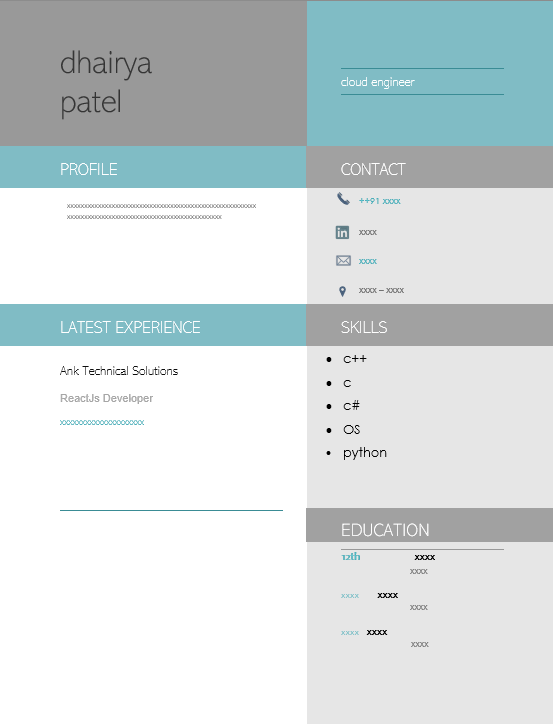 dhairya
patel
cloud engineer
PROFILE
xxxxxxxxxxxxxxxxxxxxxxxxxxxxxxxxxxxxxxxxxxxxxxxxxxxxxx
xxxxxxxxxxxxxxxxxxxxxxxxxxxxxxxxxxxxxxxxxxxx
CONTACT
++91 xxxx
xxxx
xxxx
xxxx – xxxx
LATEST EXPERIENCE
Ank Technical Solutions
ReactJs Developer
xxxxxxxxxxxxxxxxxxxx
SKILLS
• c++
• c
• c#
• OS
• python
EDUCATION
12th xxxx
xxxx
xxxx xxxx
xxxx
xxxx xxxx
xxxx